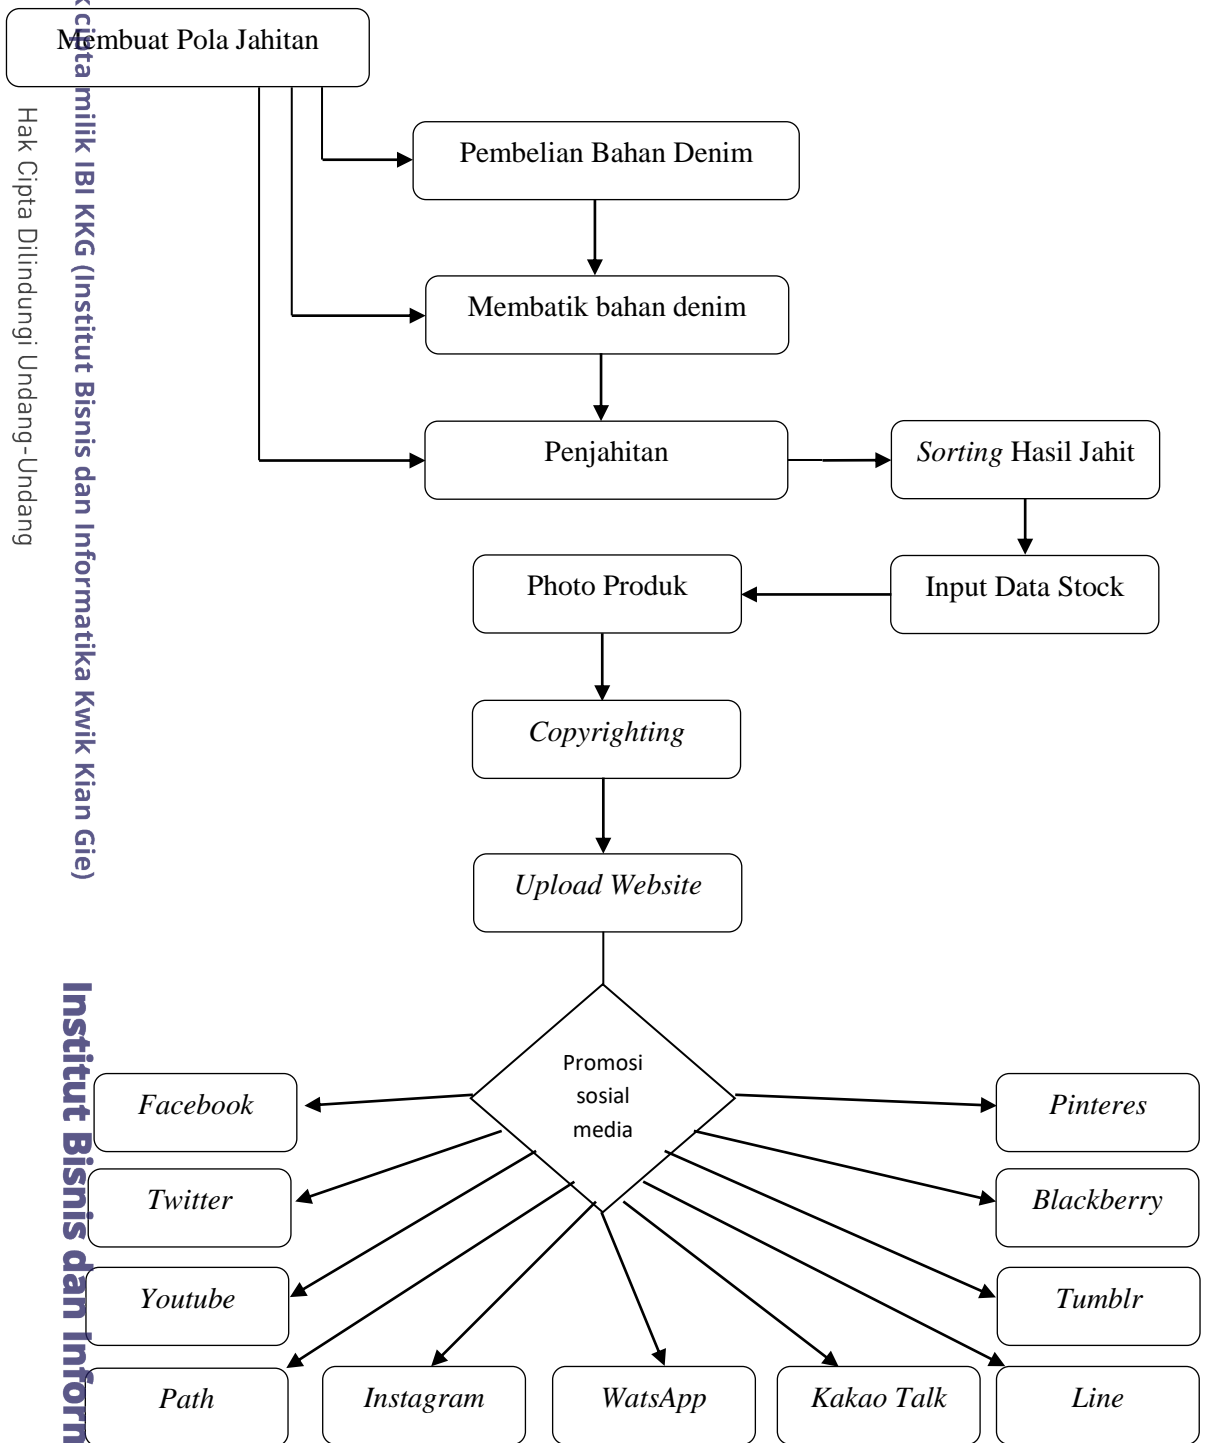 Membuat Pola Jahitan
Pembelian Bahan Denim
Membatik bahan denim
Penjahitan
Sorting Hasil Jahit
Photo Produk
Input Data Stock
Copyrighting
Upload Website
Promosi
sosial
media
Facebook
Pinteres
Twitter
Blackberry
Youtube
Tumblr
Path
Instagram
WatsApp
Kakao Talk
Line
cipta milik IBI KKG (Institut Bisnis dan Informatika Kwik Kian Gie)
Hak Cipta Dilindungi Undang-Undang
Institut Bisnis dan